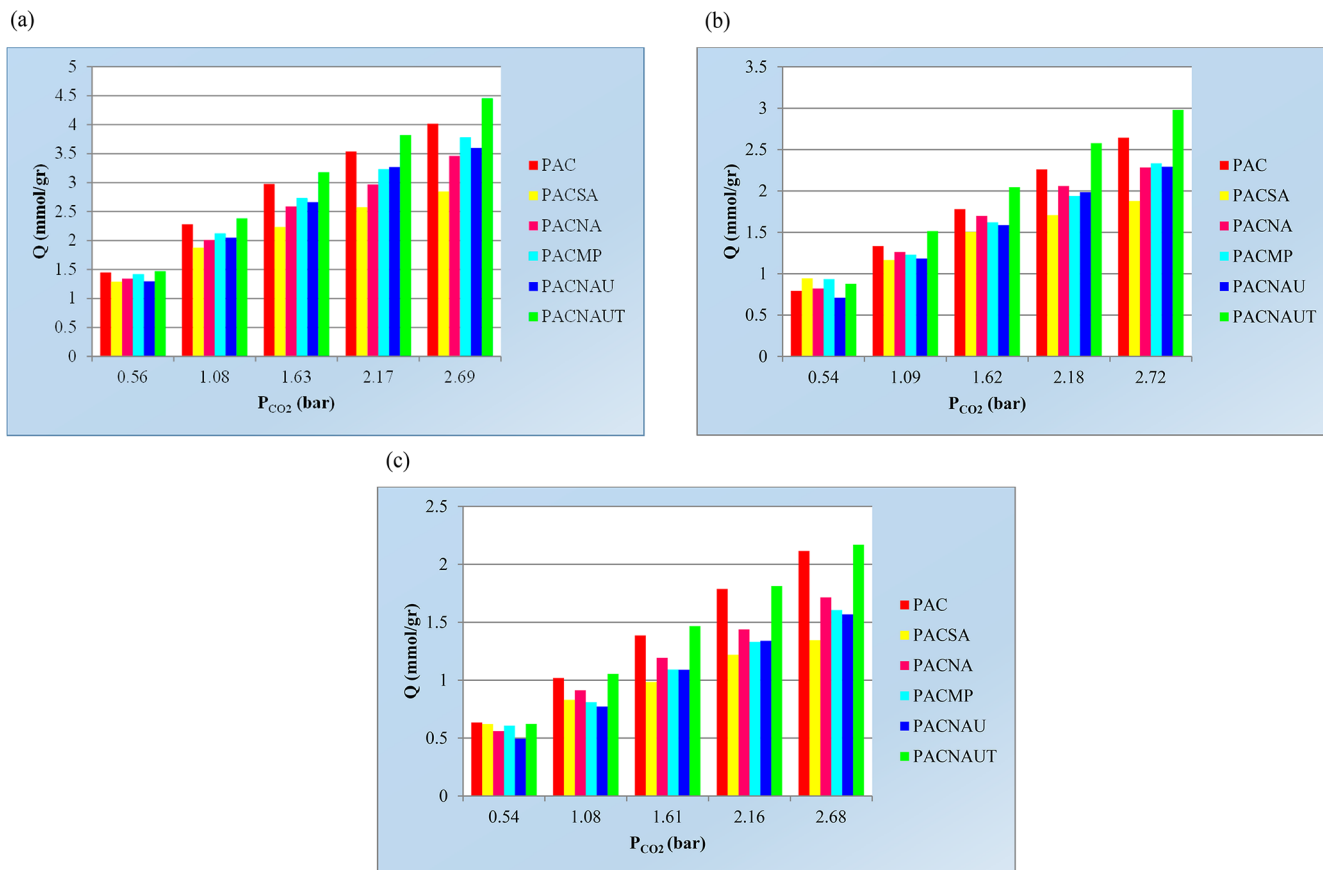 (a)
Q (mmol/gr)
5
4.5
4
3.5
3
2.5
2
1.5
1
0.5
0
0.56 1.08 1.63 2.17 2.69
P CO2 (bar)
PAC
PACSA
PACNA
PACMP
PACNAU
PACNAUT
(b)
Q (mmol/gr)
3.5
3
2.5
2
1.5
1
0.5
0
0.54 1.09 1.62 2.18 2.72
P CO2 (bar)
PAC
PACSA
PACNA
PACMP
PACNAU
PACNAUT
(c)
Q (mmol/gr)
2.5
2
1.5
1
0.5
0
0.54 1.08 1.61 2.16 2.68
P CO2 (bar)
PAC
PACSA
PACNA
PACMP
PACNAU
PACNAUT